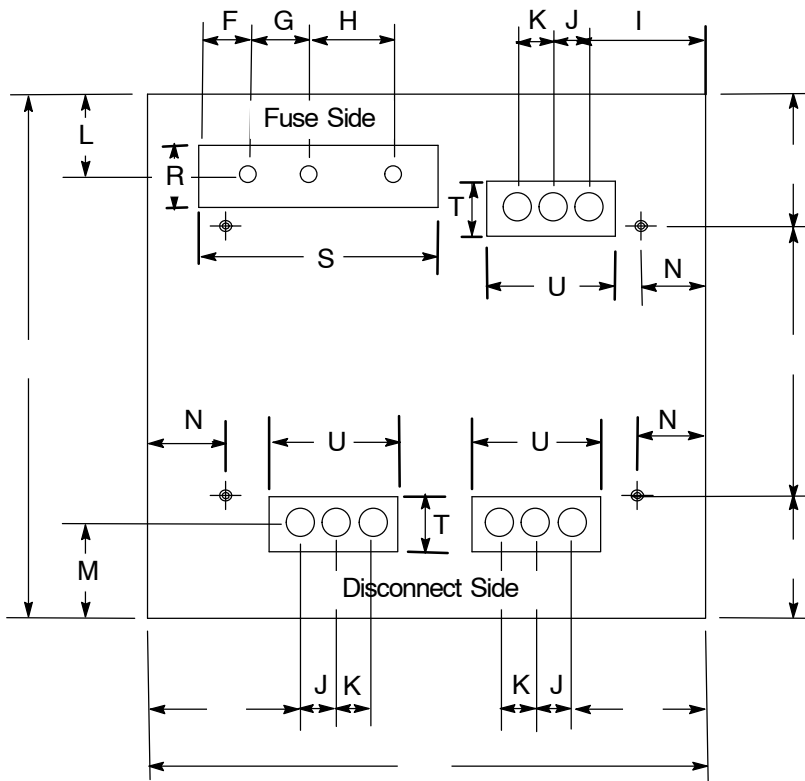 F G H K J I
L
Fuse Side
R
T
S
N
U
N
N
U
U
T
M
Disconnect Side
J K K J